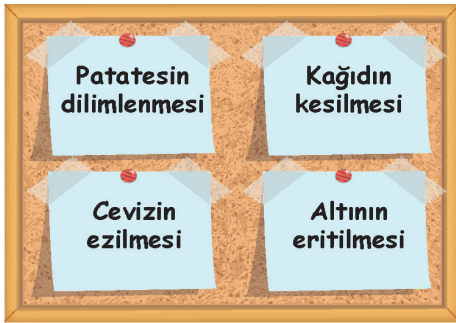 Patatesin
dilimlenmesi
Kağıdın
kesilmesi
Cevizin
ezilmesi
Altının
eritilmesi